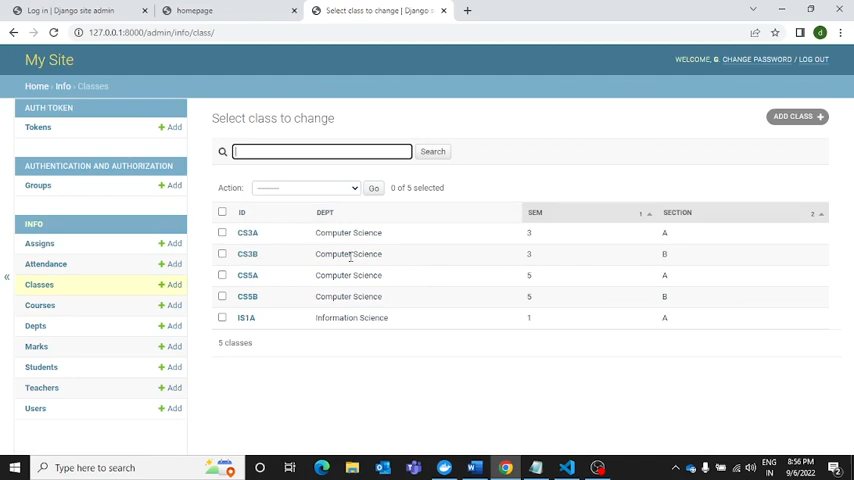 Log in | Django site admin
homepage
Select class to change | Django s
127.0.0.1:8000/admin/info/class/
d
My Site
WELCOME, G. CHANGE PASSWORD / LOG OUT
Home › Info › Classes
AUTH TOKEN
Tokens + Add
AUTHENTICATION AND AUTHORIZATION
Groups + Add
INFO
Assigns + Add
Attendance + Add
Classes + Add
Courses + Add
Depts + Add
Marks + Add
Students + Add
Teachers + Add
Users + Add
«
Select class to change
ADD CLASS +
Search
Action: --------- Go 0 of 5 selected
ID DEPT SEM 1 SECTION 2
CS3A Computer Science 3 A
CS3B Computer Science 3 B
CS5A Computer Science 5 A
CS5B Computer Science 5 B
IS1A Information Science 1 A
5 classes
Type here to search
ENG
IN
8:56 PM
9/6/2022
2